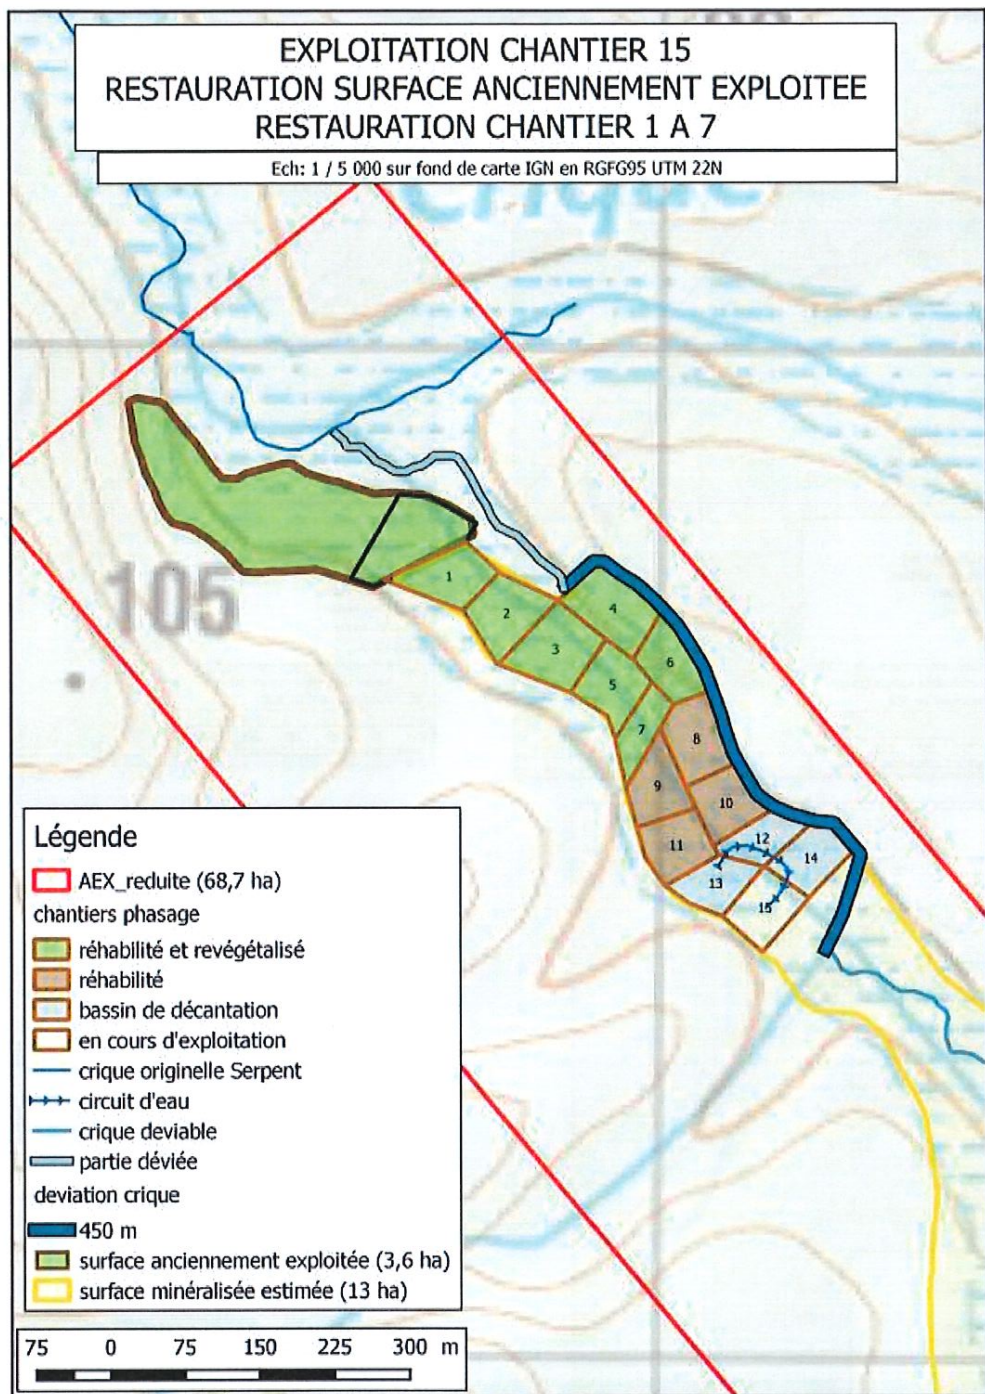 EXPLOITATION CHANTIER 15
RESTAURATION SURFACE ANCIENNEMENT EXPLOITEE
RESTAURATION CHANTIER 1 A 7
Ech: 1 / 5 000 sur fond de carte IGN en RGFG95 UTM 22N
Crique
105
1
2
3
4
5
6
7
8
9
10
11
12
13
14
15
Légende
AEX_reduite (68,7 ha)
chantiers phasage
réhabilité et revégétalisé
réhabilité
bassin de décantation
en cours d'exploitation
crique originelle Serpent
circuit d'eau
crique deviable
partie déviée
deviation crique
450 m
surface anciennement exploitée (3,6 ha)
surface minéralisée estimée (13 ha)
75 0 75 150 225 300 m